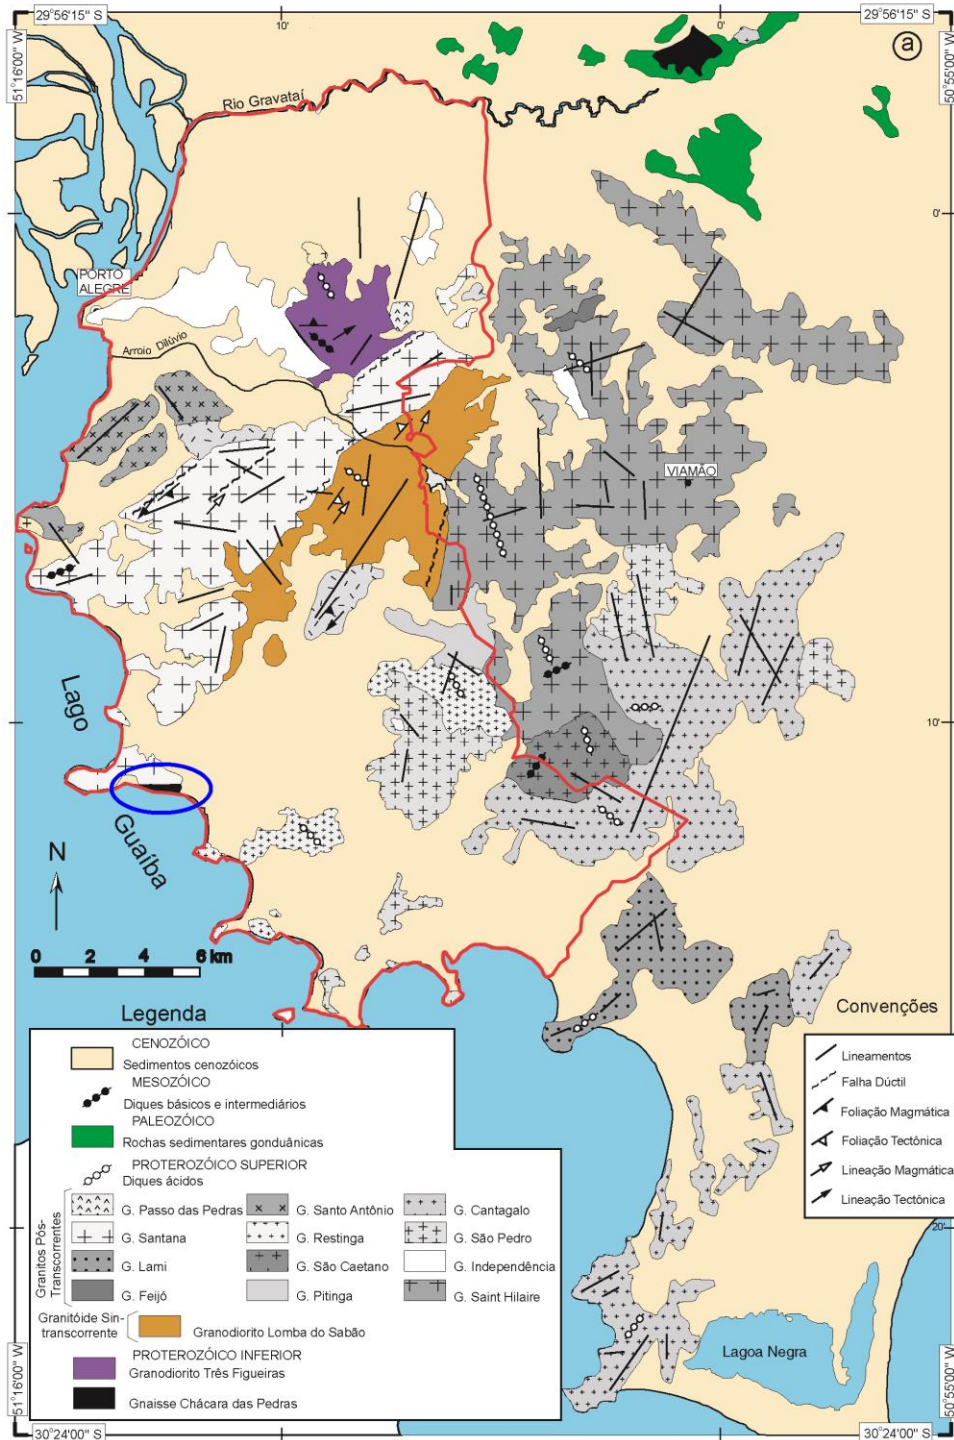 29°56'15" S
10'
0'
29°56'15" S
51°16'00" W
50°55'00" W
a
Rio Gravataí
0'
PORTO
ALEGRE
Arroio Dilúvio
VIAMÃO
Lago
Guaíba
10'
N
0 2 4 6 km
Legenda
CENOZÓICO
Sedimentos cenozóicos
MESOZÓICO
Diques básicos e intermediários
PALEOZÓICO
Rochas sedimentares gonduânicas
PROTEROZÓICO SUPERIOR
Diques ácidos
Granitos Pós-
Transcorrentes
G. Passo das Pedras
G. Santo Antônio
G. Cantagalo
G. Santana
G. Restinga
G. São Pedro
G. Lami
G. São Caetano
G. Independência
G. Feijó
G. Pitinga
G. Saint Hilaire
Granitóide Sin-
transcorrente
Granodiorito Lomba do Sabão
PROTEROZÓICO INFERIOR
Granodiorito Três Figueiras
Gnaisse Chácara das Pedras
Convenções
Lineamentos
Falha Dúctil
Foliação Magmática
Foliação Tectônica
Lineação Magmática
Lineação Tectônica
20'
Lagoa Negra
51°16'00" W
50°55'00" W
30°24'00" S
30°24'00" S